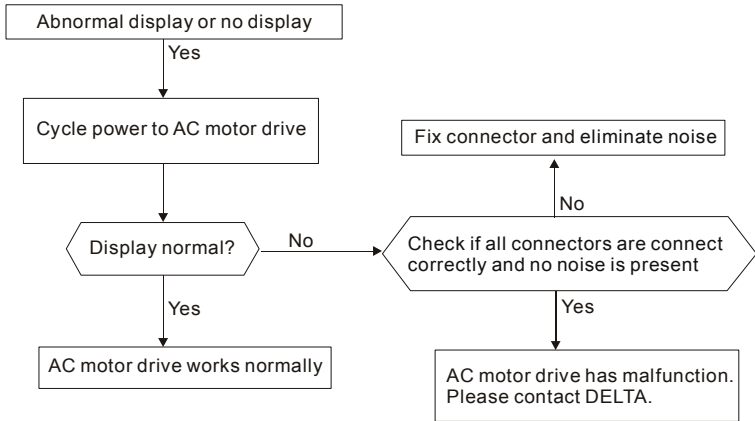 Abnormal display or no display
Yes
Cycle power to AC motor drive
Fix connector and eliminate noise
No
Display normal?
No
Check if all connectors are connect
correctly and no noise is present
Yes
Yes
AC motor drive works normally
AC motor drive has malfunction.
Please contact DELTA.